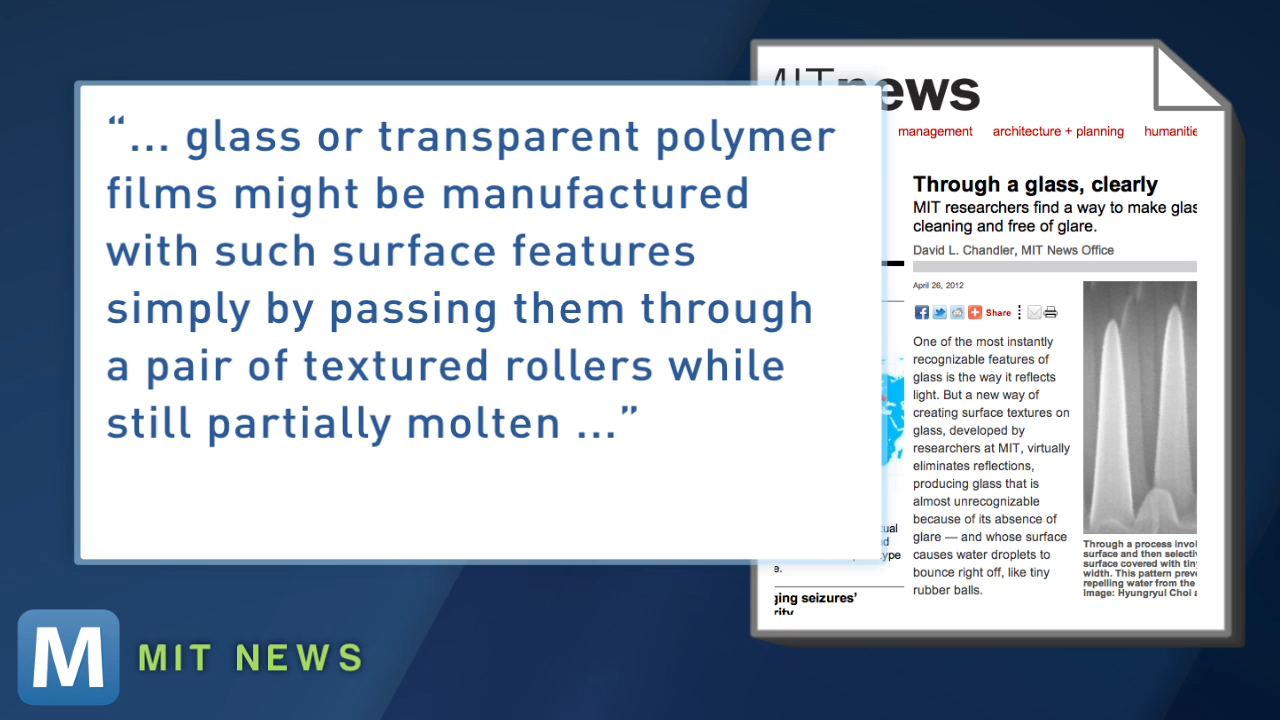 “... glass or transparent polymer
films might be manufactured
with such surface features
simply by passing them through
a pair of textured rollers while
still partially molten ...”
MIT news
management architecture + planning
Through a glass, clearly
MIT researchers find a way to make
cleaning and free of glare.
David L. Chandler, MIT News Office
April 26, 2012
Share
One of the most instantly
recognizable features of
glass is the way it reflects
light. But a new way of
creating surface textures on
glass, developed by
researchers at MIT, virtually
eliminates reflections,
producing glass that is
almost unrecognizable
because of its absence of
glare — and whose surface
causes water droplets to
bounce right off, like tiny
rubber balls.
Through a process
surface and then
surface covered with
width. This pattern
repelling water from the
Image: Hyungryul Choi
seizures’
M
MIT NEWS